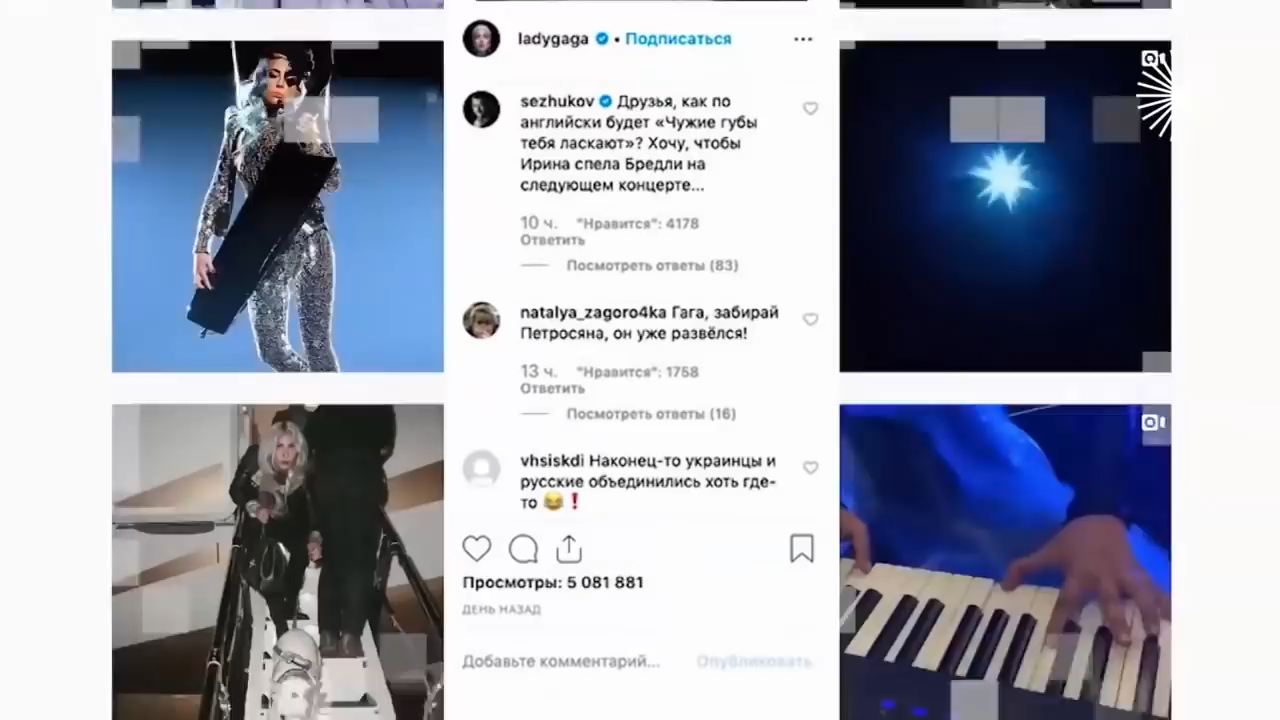 ladygaga • Подписаться
sezhukov Друзья, как по
английски будет «Чужие губы
тебя ласкают»? Хочу, чтобы
Ирина спела Бредли на
следующем концерте...
10 ч. "Нравится": 4178
Ответить
Посмотреть ответы (83)
natalya_zagoro4ka Гага, забирай
Петросяна, он уже развёлся!
13 ч. "Нравится": 1758
Ответить
Посмотреть ответы (16)
vhsiskdi Наконец-то украинцы и
русские объединились хоть где-
то 😂❗
Просмотры: 5 081 881
ДЕНЬ НАЗАД
Добавьте комментарий... Опубликовать